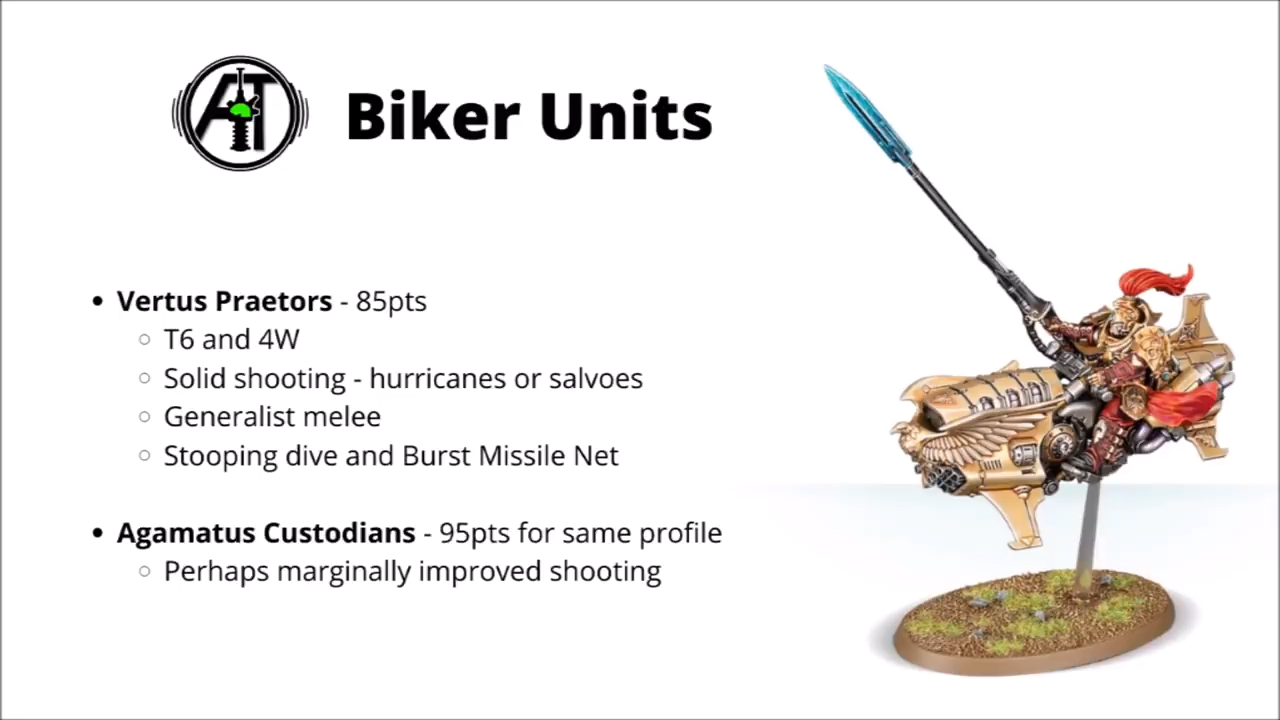 AT
Biker Units
• Vertus Praetors - 85pts
○ T6 and 4W
○ Solid shooting - hurricanes or salvoes
○ Generalist melee
○ Stooping dive and Burst Missile Net
• Agamatus Custodians - 95pts for same profile
○ Perhaps marginally improved shooting